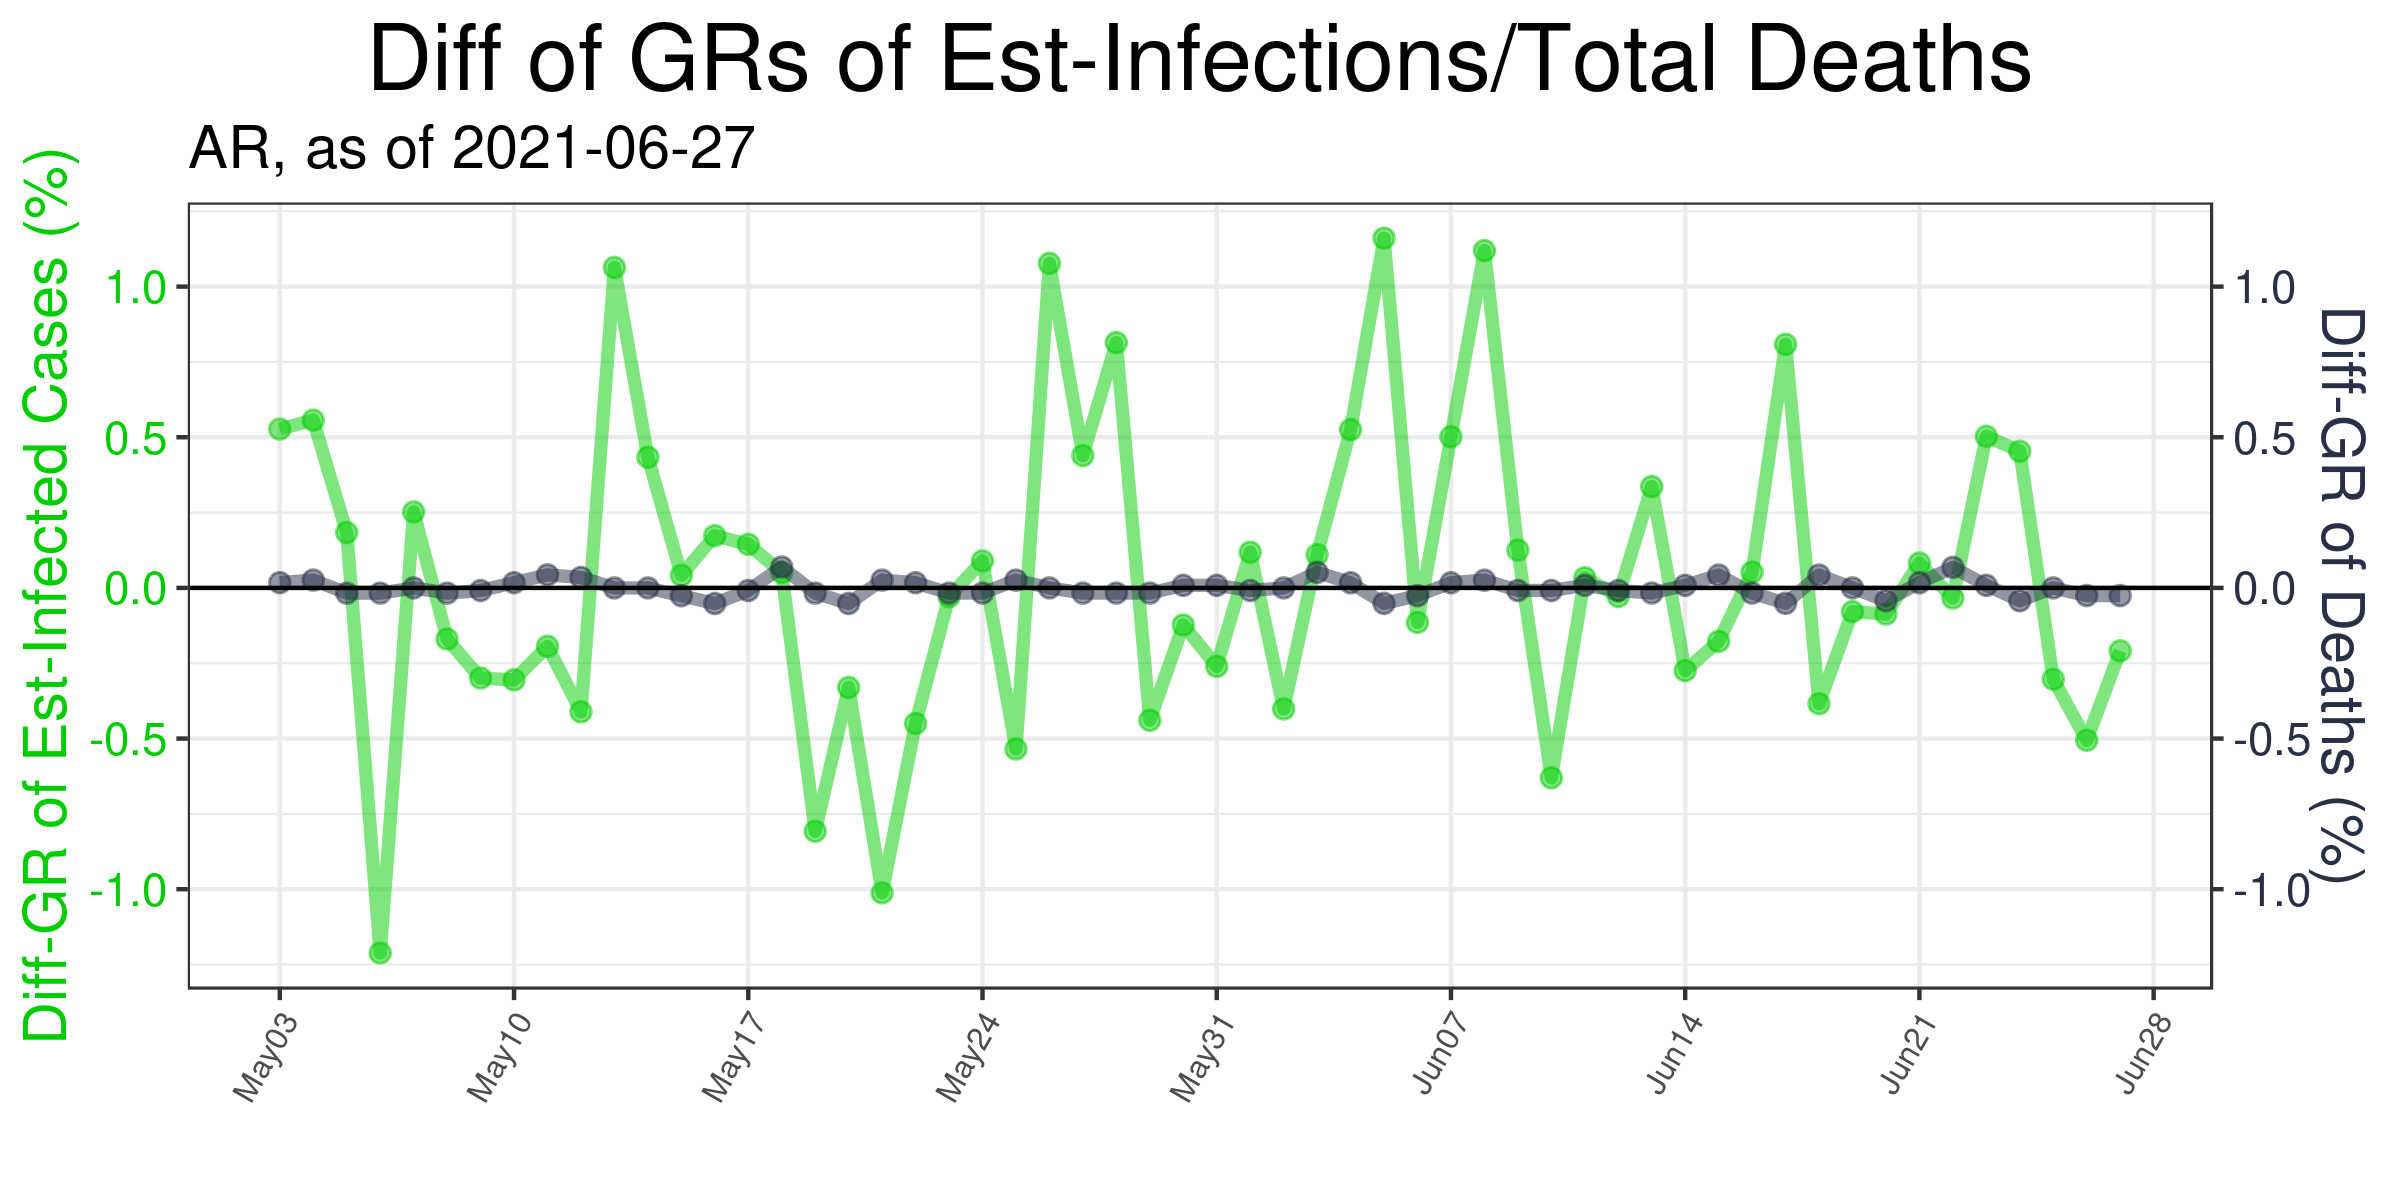 Diff of GRs of Est-Infections/Total Deaths
AR, as of 2021-06-27
Diff-GR of Est-Infected Cases (%)
1.0
0.5
0.0
-0.5
-1.0
1.0
0.5
0.0
-0.5
-1.0
Diff-GR of Deaths (%)
May03
May10
May17
May24
May31
Jun07
Jun14
Jun21
Jun28